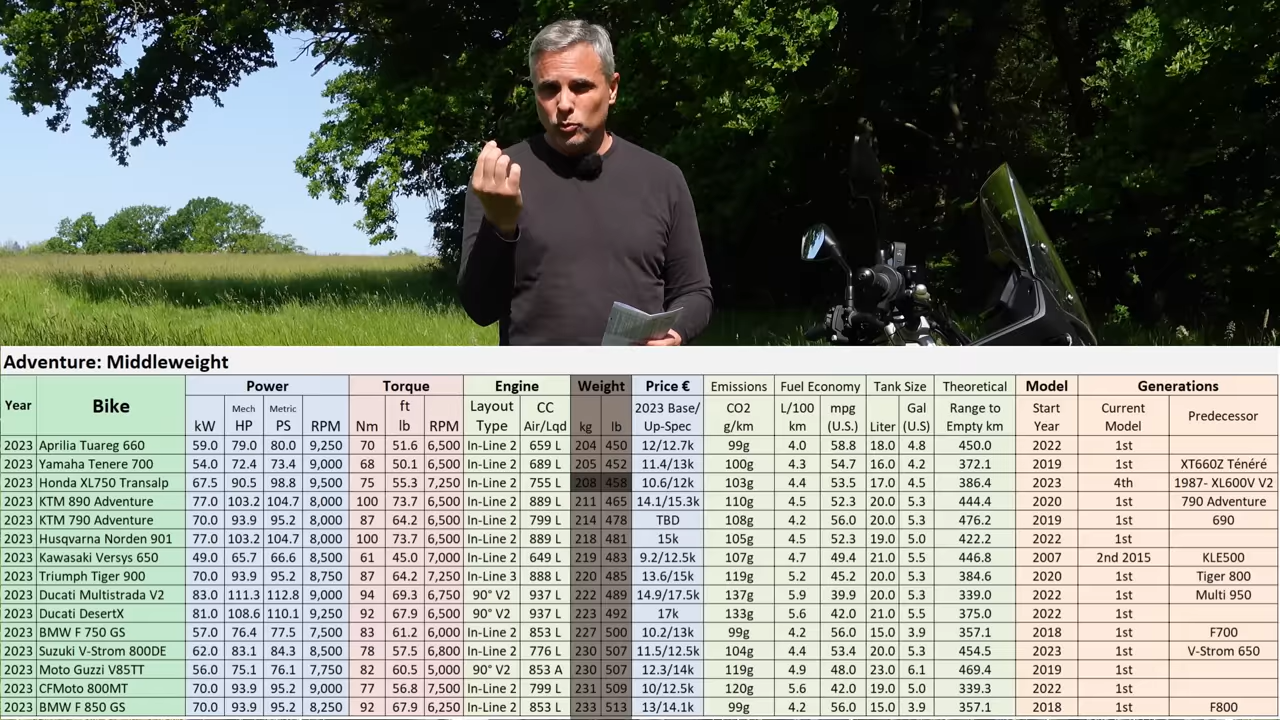 Adventure: Middleweight
Year Bike Power Torque Engine Weight Price € Emissions Fuel Economy Tank Size Theoretical Model Generations
kW Mech HP Metric PS RPM Nm ft lb RPM Layout Type CC Air/Lqd kg lb 2023 Base/ Up-Spec CO2 g/km L/100 km mpg (U.S.) Liter Gal (U.S) Range to Empty km Start Year Current Model Predecessor
2023 Aprilia Tuareg 660 59.0 79.0 80.0 9,250 70 51.6 6,500 In-Line 2 659 L 204 450 12/12.7k 99g 4.0 58.8 18.0 4.8 450.0 2022 1st
2023 Yamaha Tenere 700 54.0 72.4 73.4 9,000 68 50.1 6,500 In-Line 2 689 L 205 452 11.4/13k 100g 4.3 54.7 16.0 4.2 372.1 2019 1st XT660Z Ténéré
2023 Honda XL750 Transalp 67.5 90.5 98.8 9,500 75 55.3 7,250 In-Line 2 755 L 208 458 10.6/12k 103g 4.4 53.5 17.0 4.5 386.4 2023 4th 1987- XL600V V2
2023 KTM 890 Adventure 77.0 103.2 104.7 8,000 100 73.7 6,500 In-Line 2 889 L 211 465 14.1/15.3k 110g 4.5 52.3 20.0 5.3 444.4 2020 1st 790 Adventure
2023 KTM 790 Adventure 70.0 93.9 95.2 8,000 87 64.2 6,500 In-Line 2 799 L 214 478 TBD 108g 4.2 56.0 20.0 5.3 476.2 2019 1st 690
2023 Husqvarna Norden 901 77.0 103.2 104.7 8,000 100 73.7 6,500 In-Line 2 889 L 218 481 15k 105g 4.5 52.3 19.0 5.0 422.2 2022 1st
2023 Kawasaki Versys 650 49.0 65.7 66.6 8,500 61 45.0 7,000 In-Line 2 649 L 219 483 9.2/12.5k 107g 4.7 49.4 21.0 5.5 446.8 2007 2nd 2015 KLE500
2023 Triumph Tiger 900 70.0 93.9 95.2 8,750 87 64.2 7,250 In-Line 3 888 L 220 485 13.6/15k 119g 5.2 45.2 20.0 5.3 384.6 2020 1st Tiger 800
2023 Ducati Multistrada V2 83.0 111.3 112.8 9,000 94 69.3 6,750 90° V2 937 L 222 489 14.9/17.5k 137g 5.9 39.9 20.0 5.3 339.0 2022 1st Multi 950
2023 Ducati DesertX 81.0 108.6 110.1 9,250 92 67.9 6,500 90° V2 937 L 223 492 17k 133g 5.6 42.0 21.0 5.5 375.0 2022 1st
2023 BMW F 750 GS 57.0 76.4 77.5 7,500 83 61.2 6,000 In-Line 2 853 L 227 500 10.2/13k 99g 4.2 56.0 15.0 3.9 357.1 2018 1st F700
2023 Suzuki V-Strom 800DE 62.0 83.1 84.3 8,500 78 57.5 6,800 In-Line 2 776 L 230 507 11.5/12.5k 104g 4.4 53.4 20.0 5.3 454.5 2023 1st V-Strom 650
2023 Moto Guzzi V85TT 56.0 75.1 76.1 7,750 82 60.5 5,000 90° V2 853 A 230 507 12.3/14k 119g 4.9 48.0 23.0 6.1 469.4 2019 1st
2023 CFMoto 800MT 70.0 93.9 95.2 9,000 77 56.8 7,500 In-Line 2 799 L 231 509 10/12.5k 120g 5.6 42.0 19.0 5.0 339.3 2022 1st
2023 BMW F 850 GS 70.0 93.9 95.2 8,250 92 67.9 6,250 In-Line 2 853 L 233 513 13/14.1k 99g 4.2 56.0 15.0 3.9 357.1 2018 1st F800